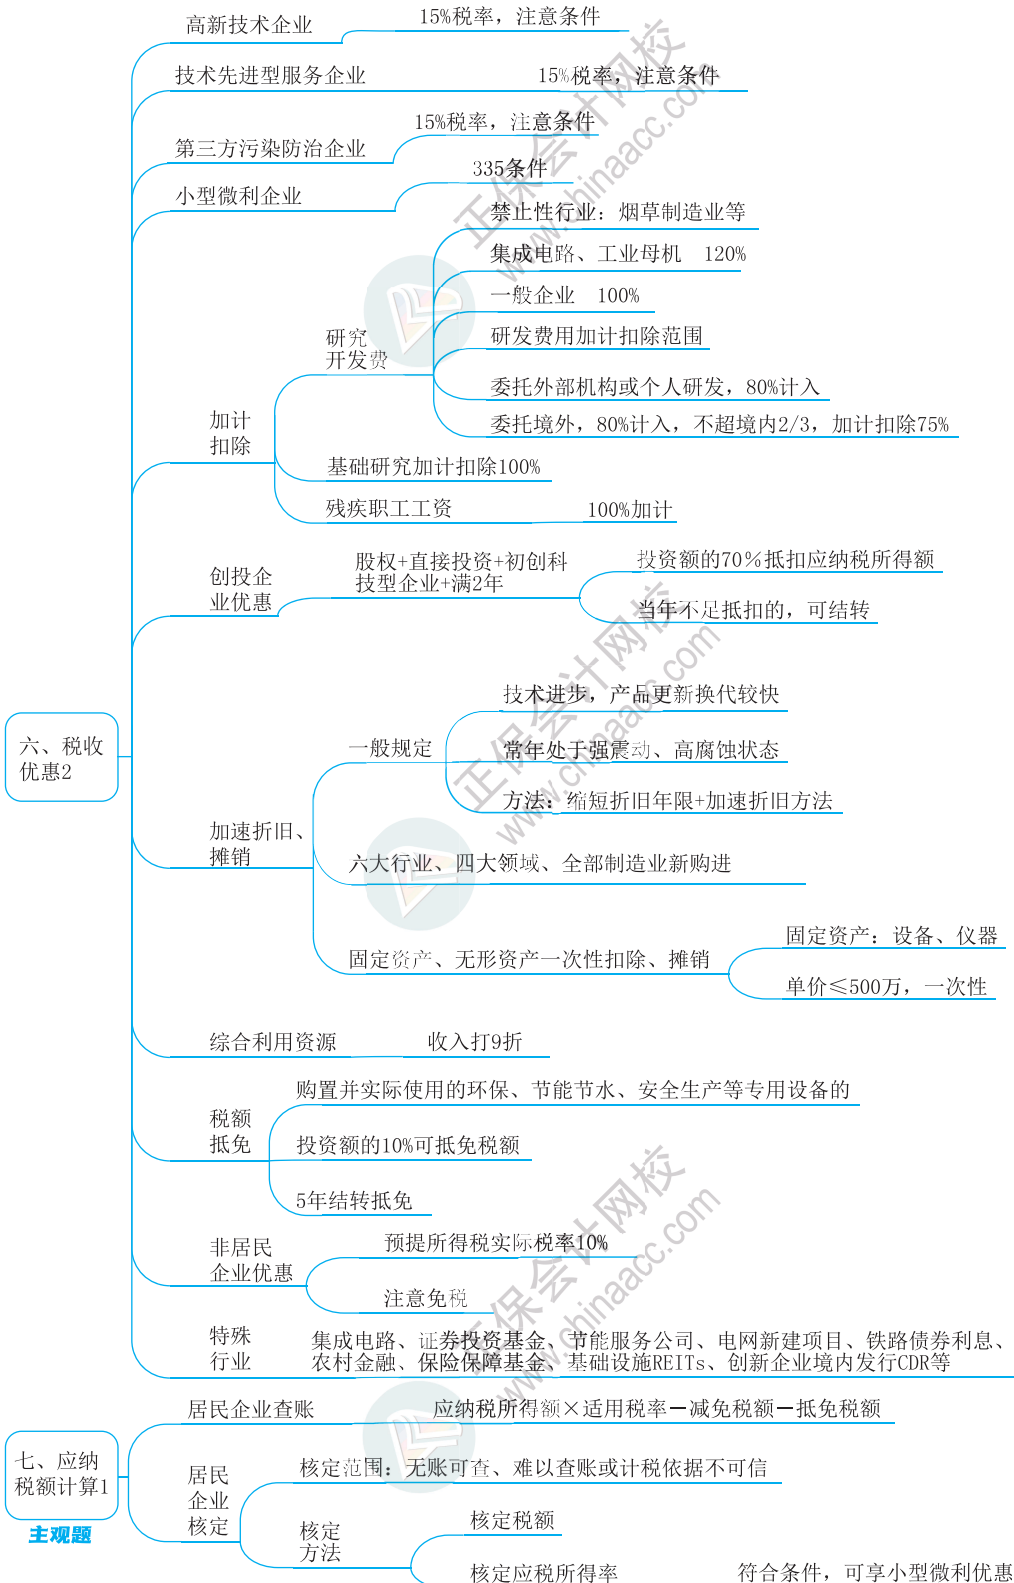 高新技术企业
15%税率，注意条件
技术先进型服务企业
15%税率，注意条件
第三方污染防治企业
15%税率，注意条件
小型微利企业
335条件
加计
扣除
研究
开发费
禁止性行业：烟草制造业等
集成电路、工业母机 120%
一般企业 100%
研发费用加计扣除范围
委托外部机构或个人研发，80%计入
委托境外，80%计入，不超境内2/3，加计扣除75%
基础研究加计扣除100%
残疾职工工资
100%加计
创投企
业优惠
股权+直接投资+初创科
技型企业+满2年
投资额的70%抵扣应纳税所得额
当年不足抵扣的，可结转
六、税收
优惠2
加速折旧、
摊销
一般规定
技术进步，产品更新换代较快
常年处于强震动、高腐蚀状态
方法：缩短折旧年限+加速折旧方法
六大行业、四大领域、全部制造业新购进
固定资产、无形资产一次性扣除、摊销
固定资产：设备、仪器
单价≤500万，一次性
综合利用资源
收入打9折
税额
抵免
购置并实际使用的环保、节能节水、安全生产等专用设备的
投资额的10%可抵免税额
5年结转抵免
非居民
企业优惠
预提所得税实际税率10%
注意免税
特殊
行业
集成电路、证券投资基金、节能服务公司、电网新建项目、铁路债券利息、
农村金融、保险保障基金、基础设施REITs、创新企业境内发行CDR等
七、应纳
税额计算1
主观题
居民企业查账
应纳税所得额×适用税率－减免税额－抵免税额
居民
企业
核定
核定范围：无账可查、难以查账或计税依据不可信
核定
方法
核定税额
核定应税所得率
符合条件，可享小型微利优惠
正保会计网校
www.chinaacc.com
正保会计网校
www.chinaacc.com
正保会计网校
www.chinaacc.com